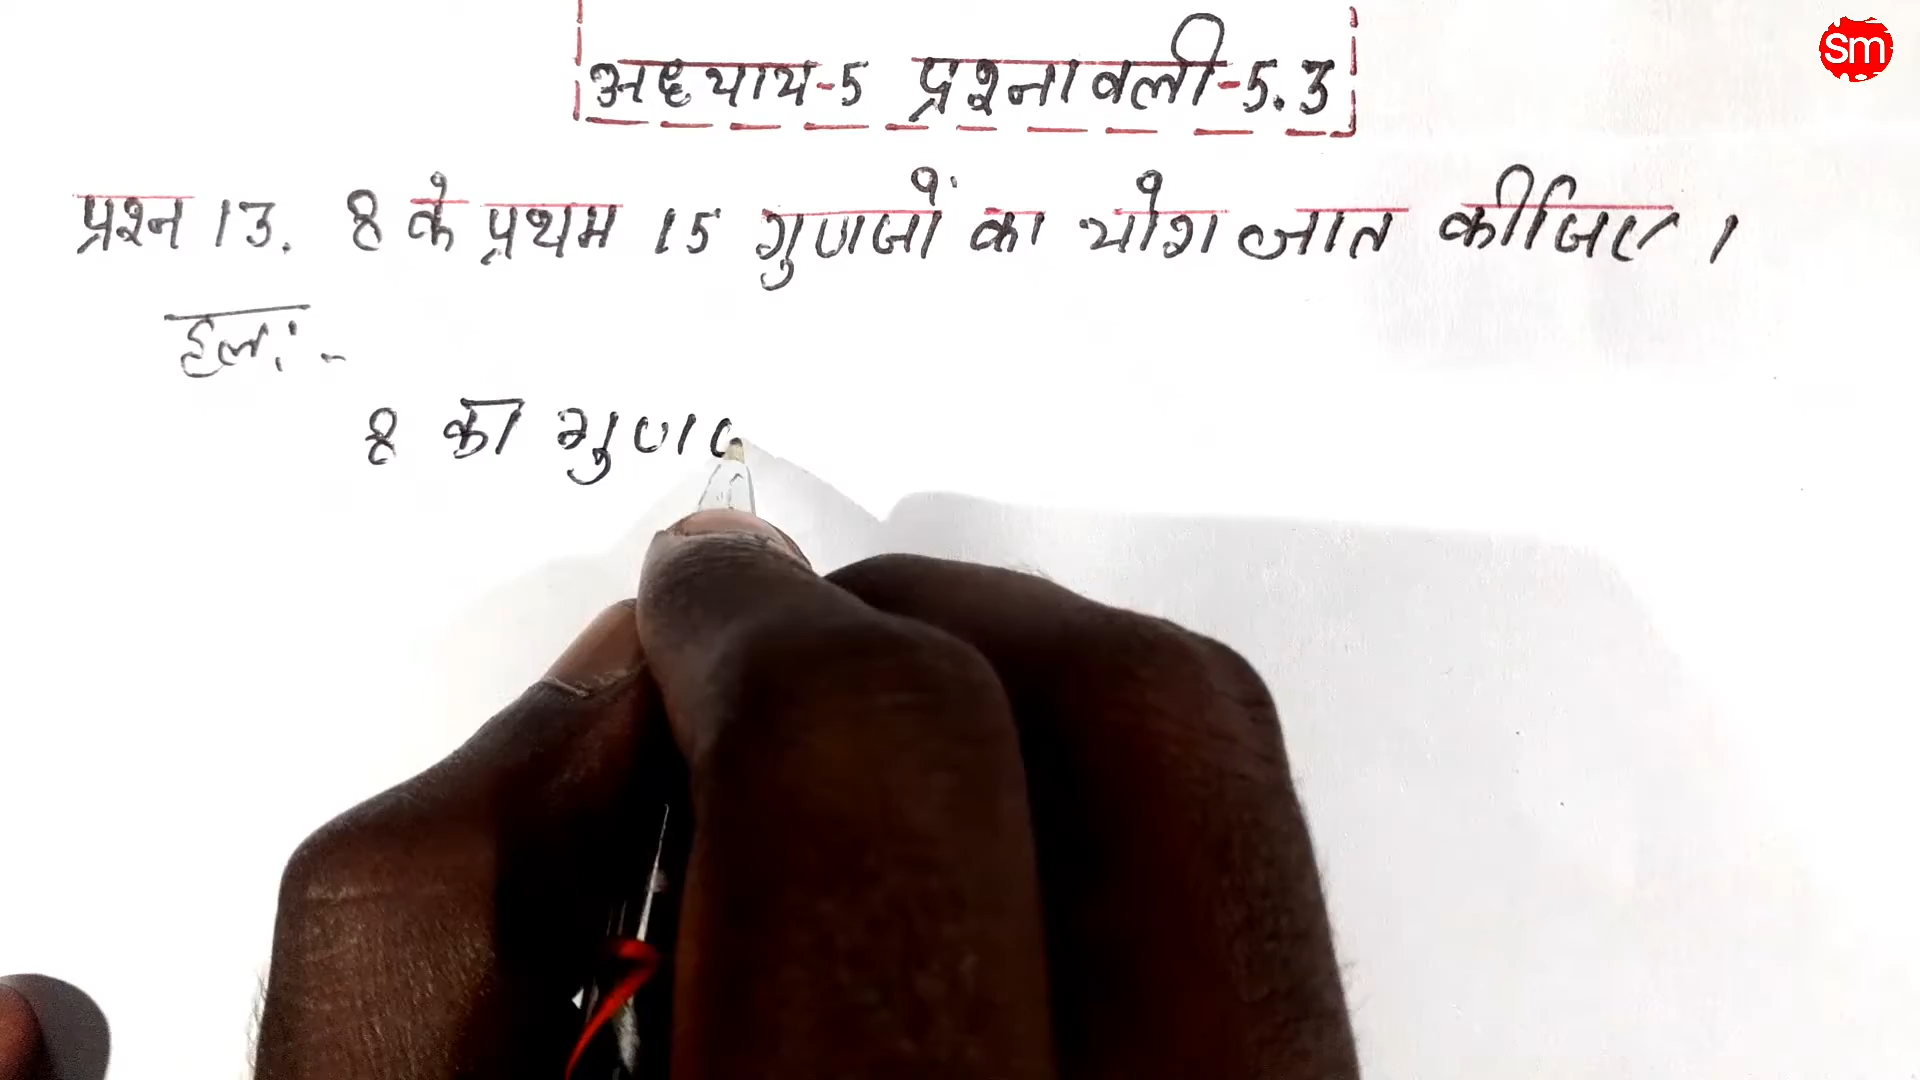 Sm
अध्याय-5 प्रश्नावली-5.3
प्रश्न 13. 8 के प्रथम 15 गुणजों का योग ज्ञात कीजिए।
हल:-
8 का गुण